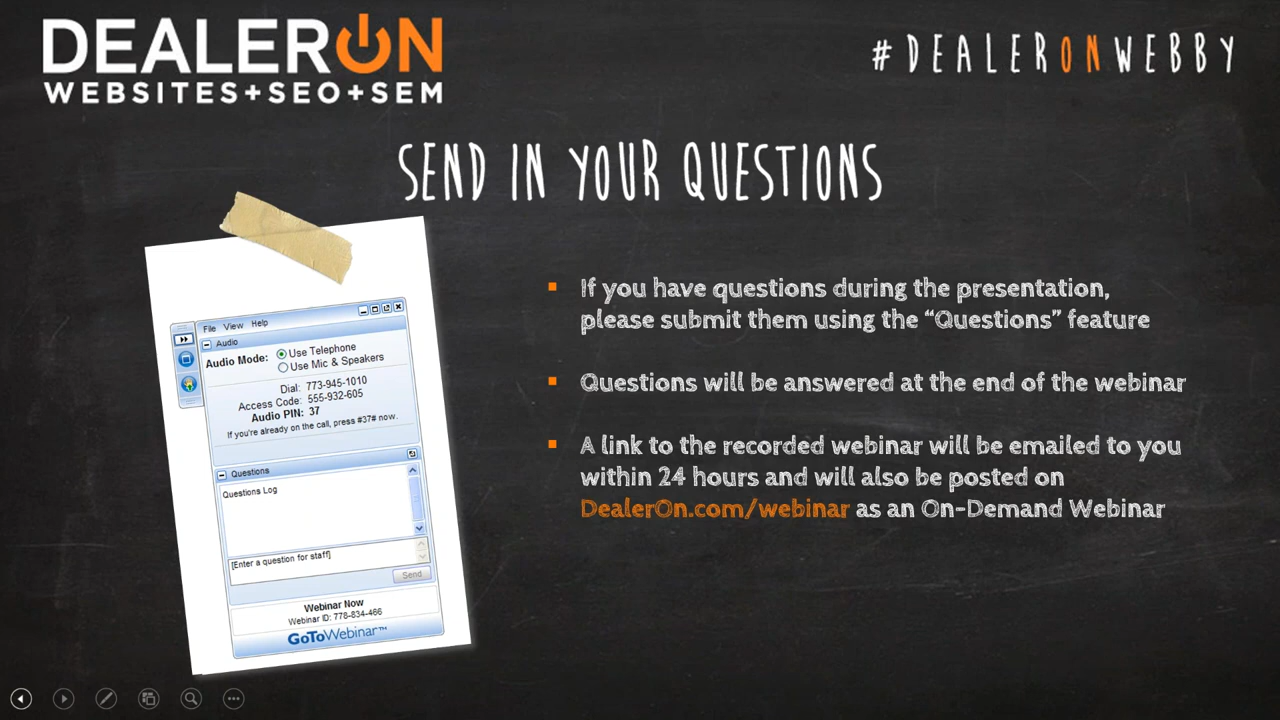 DEALERON
WEBSITES+SEO+SEM
#DEALERONWEBBY
SEND IN YOUR QUESTIONS
File View Help
Audio
Audio Mode: Use Telephone
Use Mic & Speakers
Dial: 773-945-1010
Access Code: 555-932-605
Audio PIN: 37
If you're already on the call, press #37# now.
Questions
Questions Log
[Enter a question for staff]
Send
Webinar Now
Webinar ID: 778-834-466
GoToWebinar™
If you have questions during the presentation,
please submit them using the “Questions” feature
Questions will be answered at the end of the webinar
A link to the recorded webinar will be emailed to you
within 24 hours and will also be posted on
DealerOn.com/webinar as an On-Demand Webinar